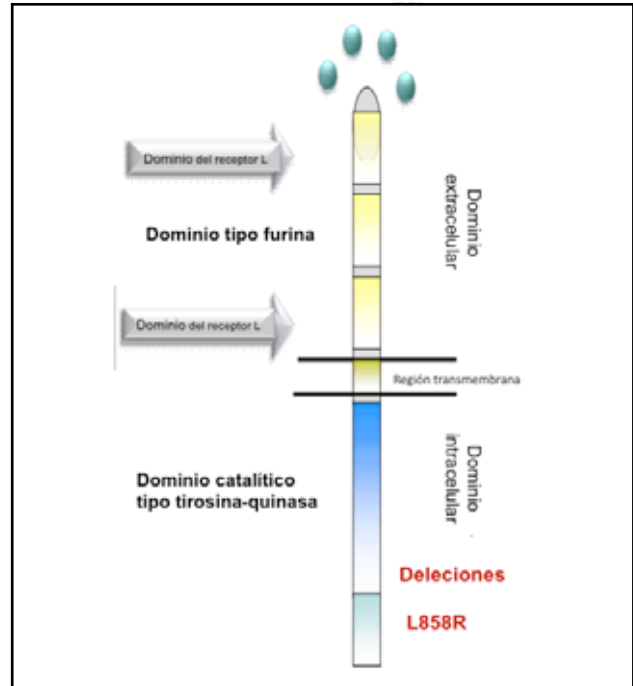 Dominio del receptor L
Dominio
extracelular
Dominio tipo furina
Dominio del receptor L
Región transmembrana
Dominio catalítico
tipo tirosina-quinasa
Dominio
intracelular
Deleciones
L858R